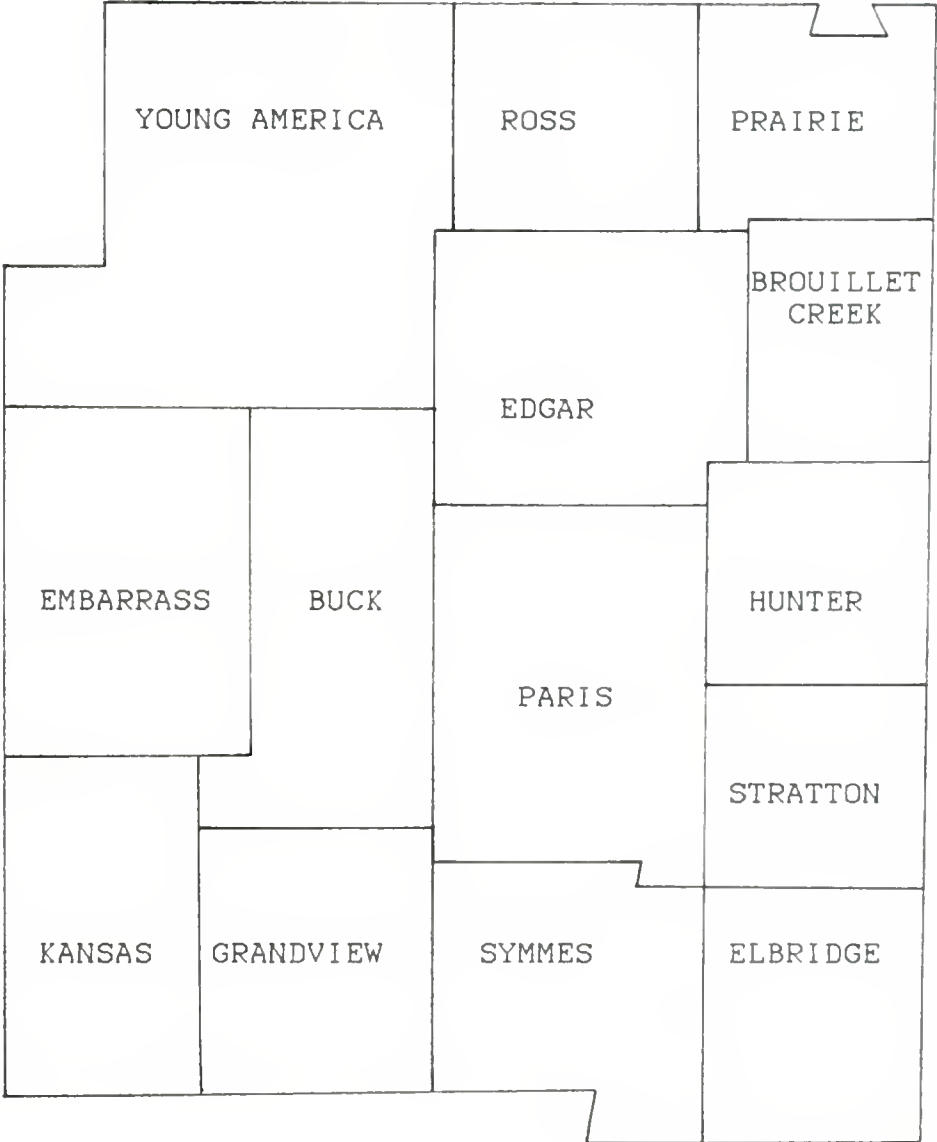 YOUNG AMERICA
ROSS
PRAIRIE
BROUILLET
CREEK
EDGAR
EMBARRASS
BUCK
HUNTER
PARIS
STRATTON
KANSAS
GRANDVIEW
SYMMES
ELBRIDGE